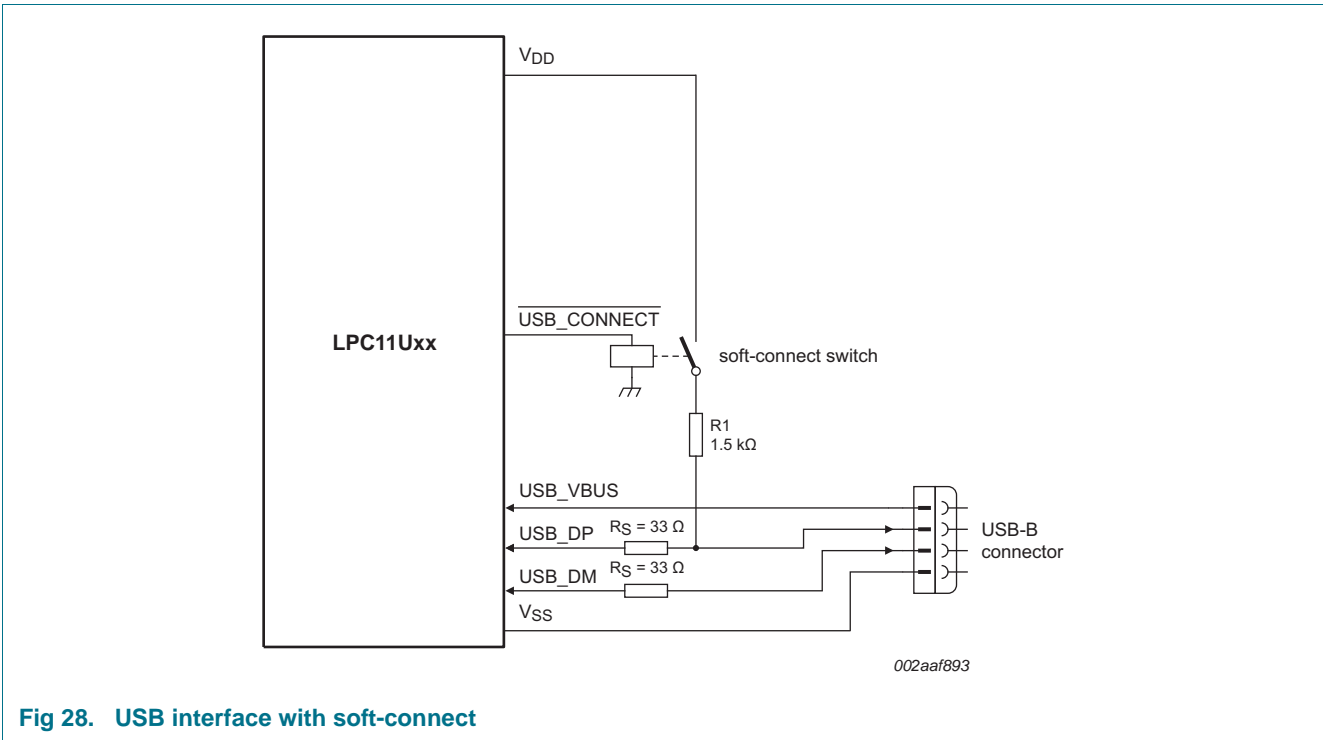 VDD
USB_CONNECT
LPC11Uxx
soft-connect switch
R1
1.5 kΩ
USB_VBUS
USB_DP
RS = 33 Ω
USB-B
connector
USB_DM
RS = 33 Ω
VSS
002aaf893
Fig 28. USB interface with soft-connect